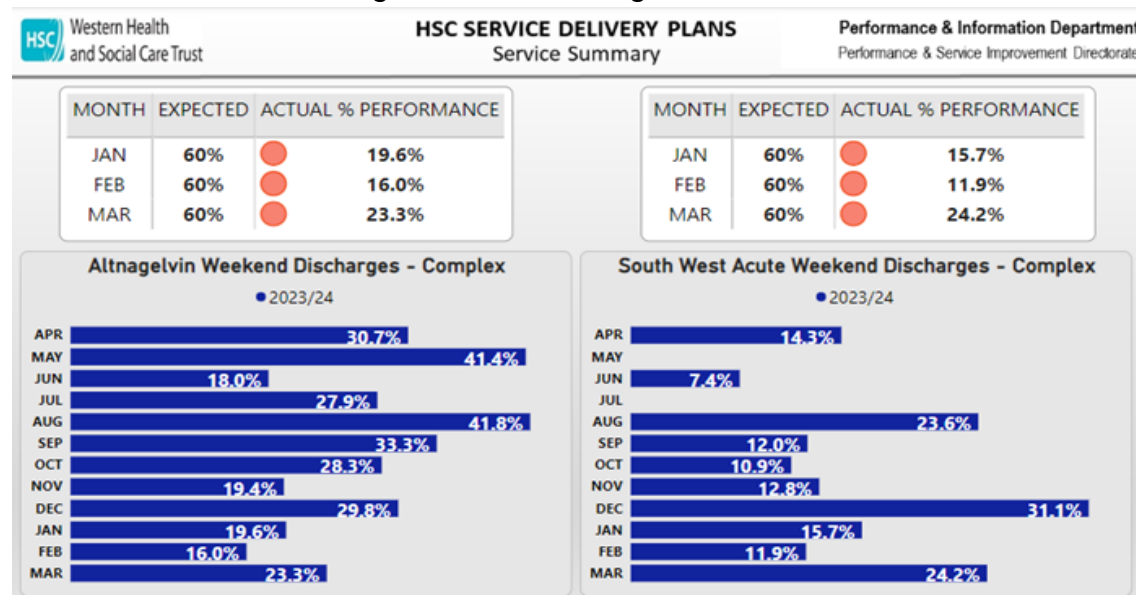 HSC
Western Health
and Social Care Trust
HSC SERVICE DELIVERY PLANS
Service Summary
Performance & Information Department
Performance & Service Improvement Directorate
MONTH EXPECTED ACTUAL % PERFORMANCE
JAN 60% 19.6%
FEB 60% 16.0%
MAR 60% 23.3%
MONTH EXPECTED ACTUAL % PERFORMANCE
JAN 60% 15.7%
FEB 60% 11.9%
MAR 60% 24.2%
Altnagelvin Weekend Discharges - Complex
2023/24
APR 30.7%
MAY 41.4%
JUN 18.0%
JUL 27.9%
AUG 41.8%
SEP 33.3%
OCT 28.3%
NOV 19.4%
DEC 29.8%
JAN 19.6%
FEB 16.0%
MAR 23.3%
South West Acute Weekend Discharges - Complex
2023/24
APR 14.3%
MAY
JUN 7.4%
JUL
AUG 23.6%
SEP 12.0%
OCT 10.9%
NOV 12.8%
DEC 31.1%
JAN 15.7%
FEB 11.9%
MAR 24.2%